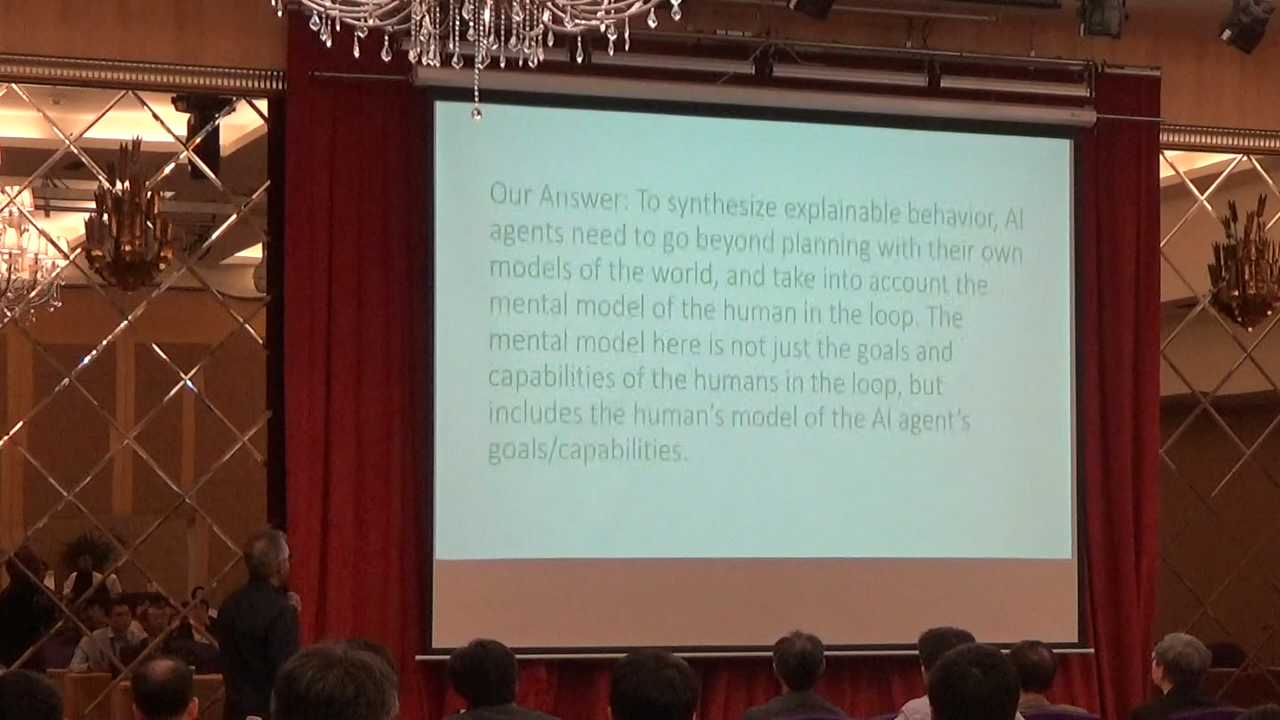 Our Answer: To synthesize explainable behavior, AI
agents need to go beyond planning with their own
models of the world, and take into account the
mental model of the human in the loop. The
mental model here is not just the goals and
capabilities of the humans in the loop, but
includes the human's model of the AI agent's
goals/capabilities.